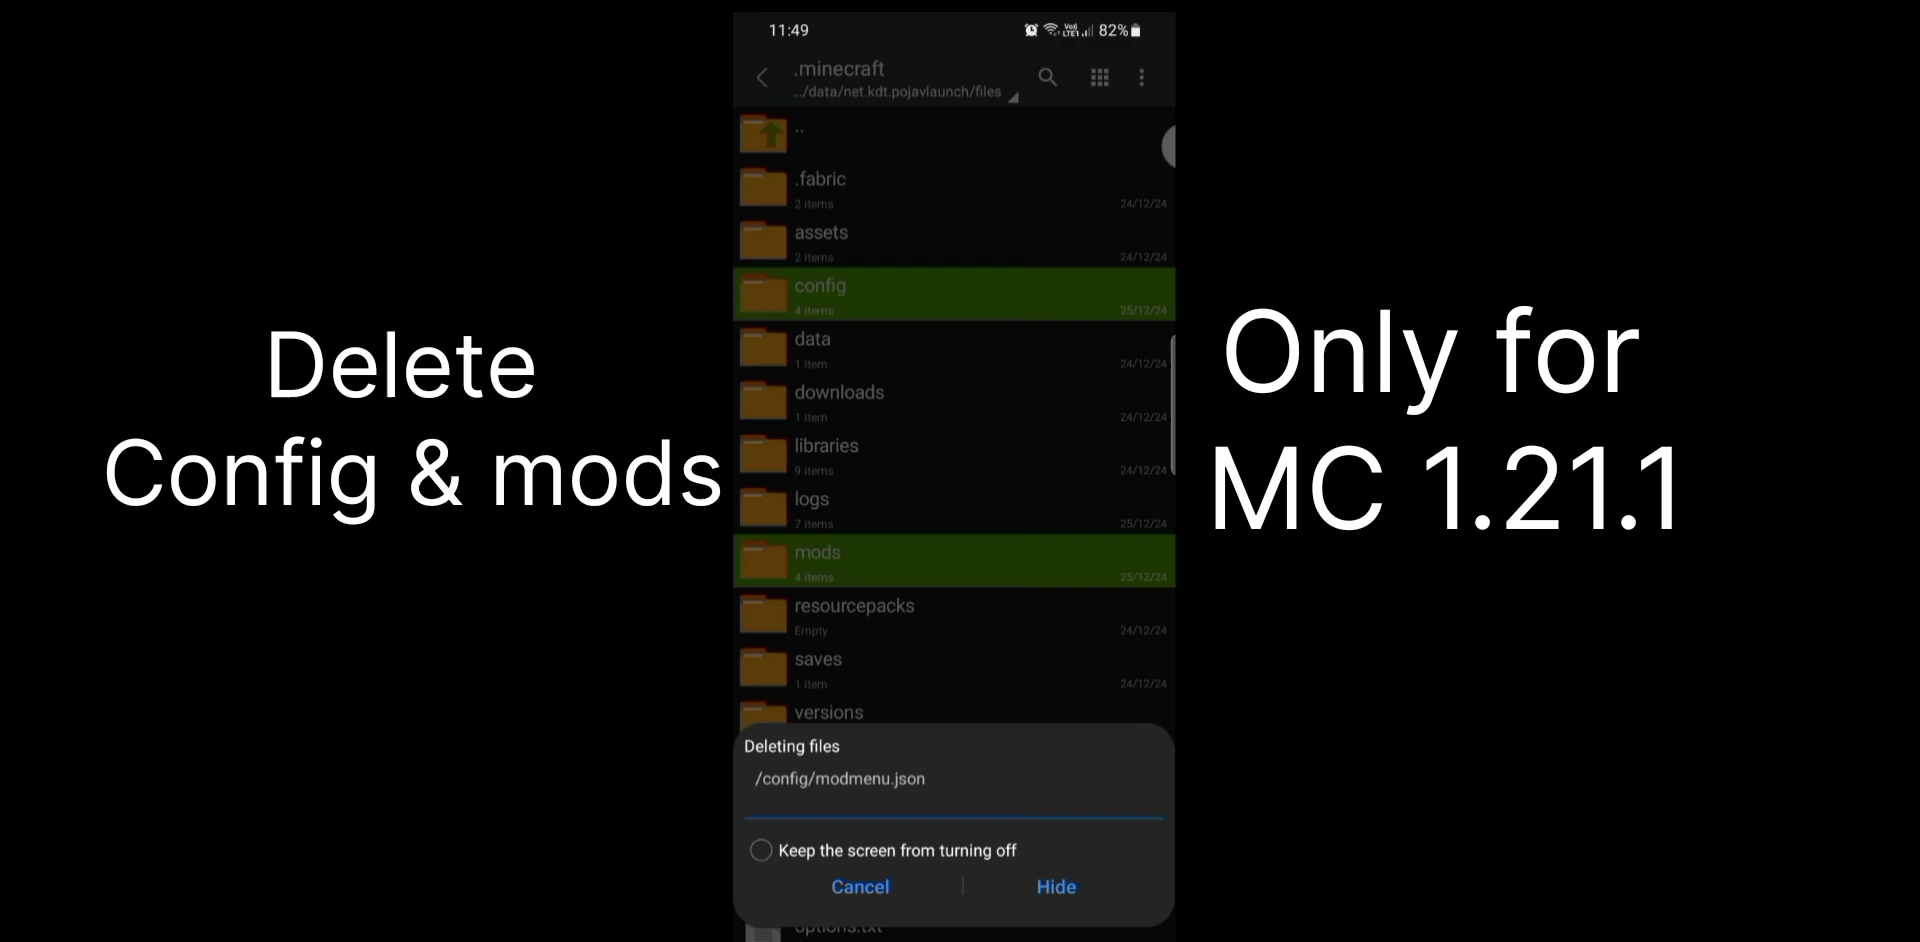 11:49
Vo))
LTE1
82%
.minecraft
.../data/net.kdt.pojavlaunch/files
..
.fabric
2 items
24/12/24
assets
2 items
24/12/24
config
4 items
25/12/24
data
1 item
24/12/24
downloads
1 item
24/12/24
libraries
9 items
24/12/24
logs
7 items
25/12/24
mods
4 items
25/12/24
resourcepacks
Empty
24/12/24
saves
1 item
24/12/24
versions
Deleting files
/config/modmenu.json
Keep the screen from turning off
Cancel
Hide
options.txt
Delete
Config & mods
Only for
MC 1.21.1